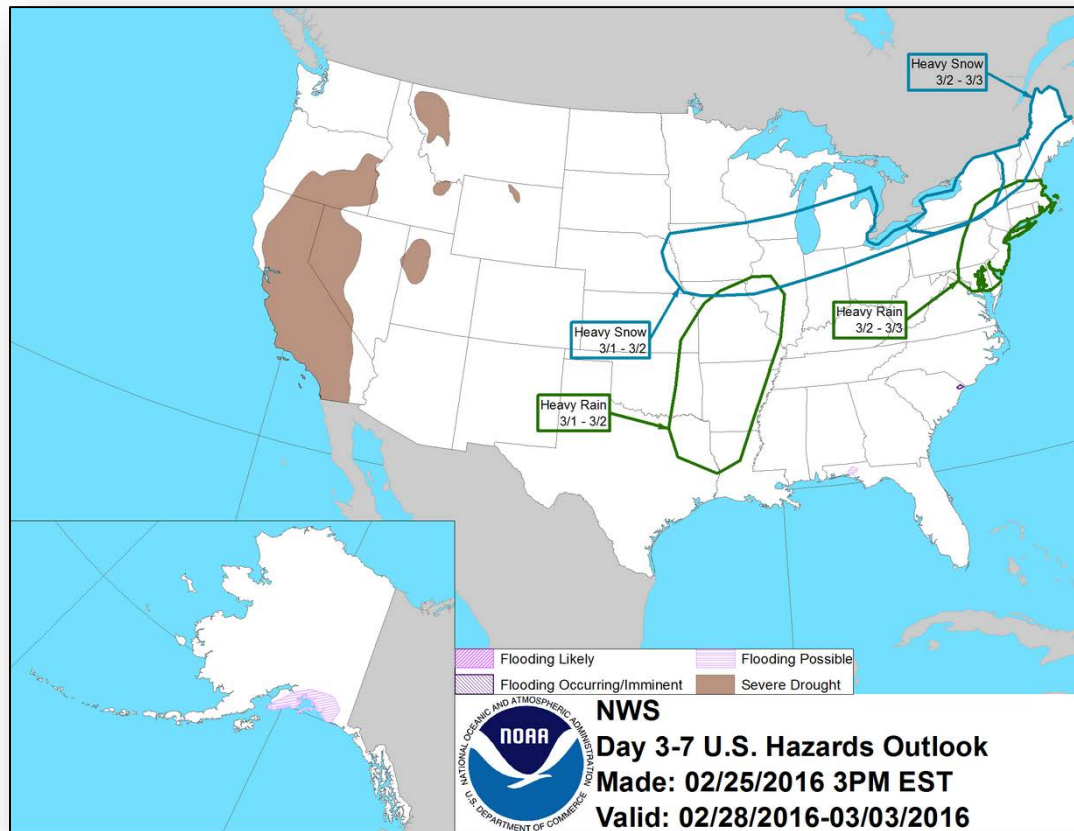 Heavy Snow
3/2 - 3/3
Heavy Snow
3/1 - 3/2
Heavy Rain
3/2 - 3/3
Heavy Rain
3/1 - 3/2
Flooding Likely
Flooding Possible
Flooding Occurring/Imminent
Severe Drought
NATIONAL OCEANIC AND ATMOSPHERIC ADMINISTRATION
NOAA
U.S. DEPARTMENT OF COMMERCE
NWS
Day 3-7 U.S. Hazards Outlook
Made: 02/25/2016 3PM EST
Valid: 02/28/2016-03/03/2016